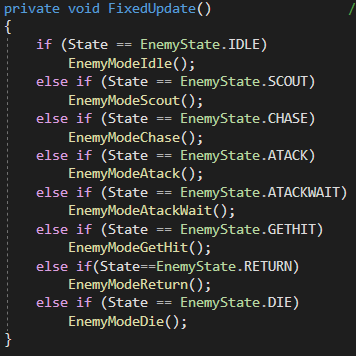 private void FixedUpdate() /
{
if (State == EnemyState.IDLE)
EnemyModeIdle();
else if (State == EnemyState.SCOUT)
EnemyModeScout();
else if (State == EnemyState.CHASE)
EnemyModeChase();
else if (State == EnemyState.ATACK)
EnemyModeAtack();
else if (State == EnemyState.ATACKWAIT)
EnemyModeAtackWait();
else if (State == EnemyState.GETHIT)
EnemyModeGetHit();
else if(State==EnemyState.RETURN)
EnemyModeReturn();
else if (State == EnemyState.DIE)
EnemyModeDie();
}